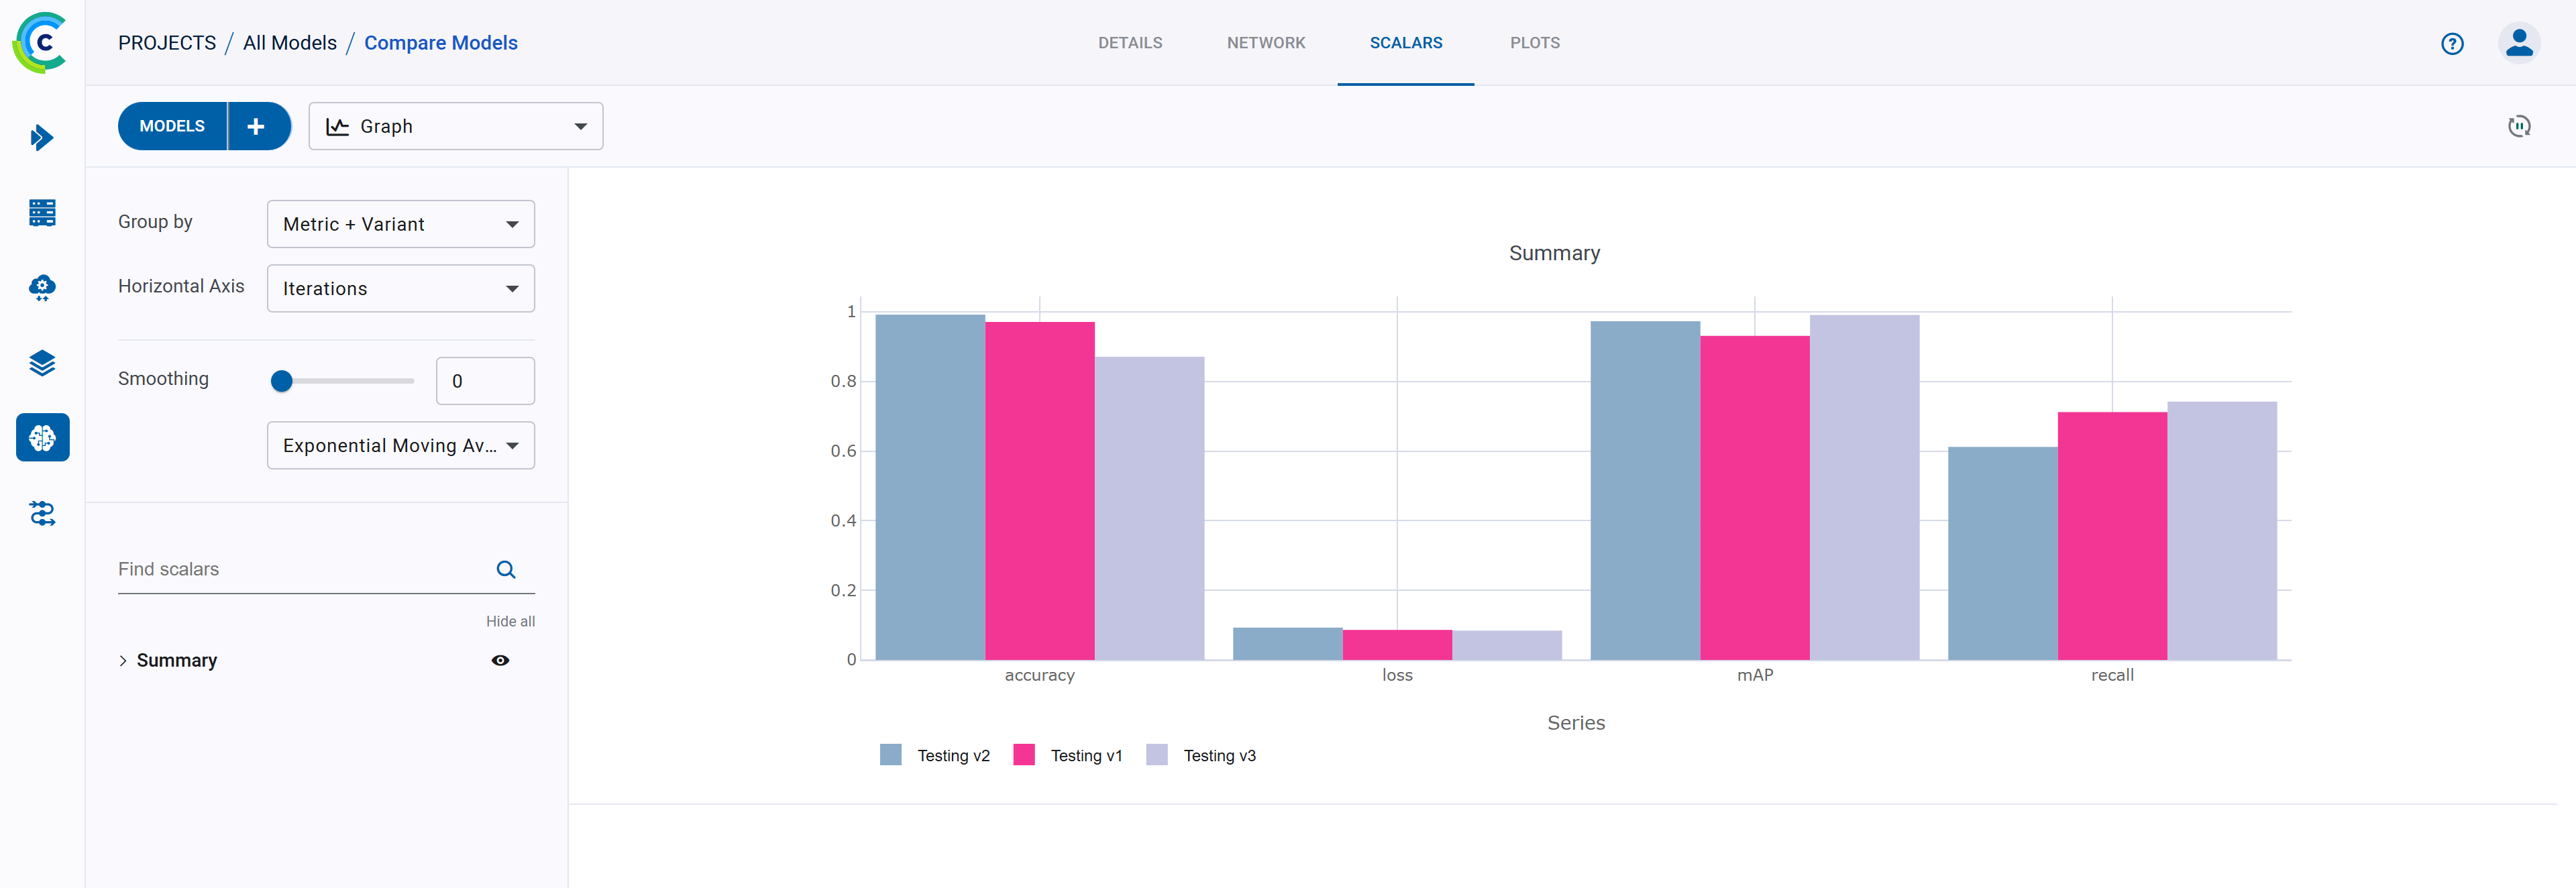 PROJECTS / All Models / Compare Models
DETAILS NETWORK SCALARS PLOTS
MODELS + Graph
Group by Metric + Variant
Horizontal Axis Iterations
Smoothing 0
Exponential Moving Av...
Find scalars
Hide all
Summary
Summary
1
0.8
0.6
0.4
0.2
0
accuracy loss mAP recall
Series
Testing v2 Testing v1 Testing v3